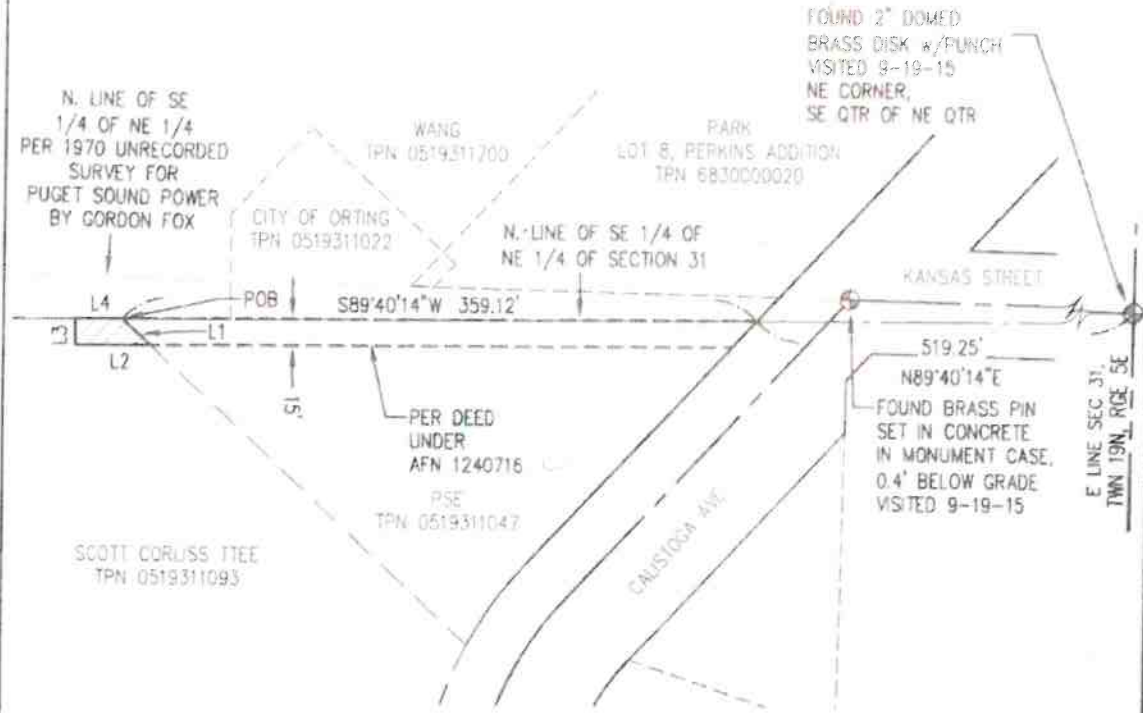 FOUND 2" DOMED
BRASS DISK w/PUNCH
VISITED 9-19-15
NE CORNER,
SE QTR OF NE QTR
N. LINE OF SE
1/4 OF NE 1/4
PER 1970 UNRECORDED
SURVEY FOR
PUGET SOUND POWER
BY GORDON FOX
WANG
TPN 0519311700
PARK
LOT 8, PERKINS ADDITION
TPN 6830000020
CITY OF ORTING
TPN 0519311022
N. LINE OF SE 1/4 OF
NE 1/4 OF SECTION 31
KANSAS STREET
L4
POB
S89°40'14"W 359.12'
L3
L1
L2
15'
519.25'
N89°40'14"E
PER DEED
UNDER
AFN 1240716
FOUND BRASS PIN
SET IN CONCRETE
IN MONUMENT CASE,
0.4' BELOW GRADE
VISITED 9-19-15
E LINE SEC 31,
TWN 19N, RGE 5E
PSE
TPN 0519311047
CALISTOGA AVE
SCOTT CORLISS TTEE
TPN 0519311093